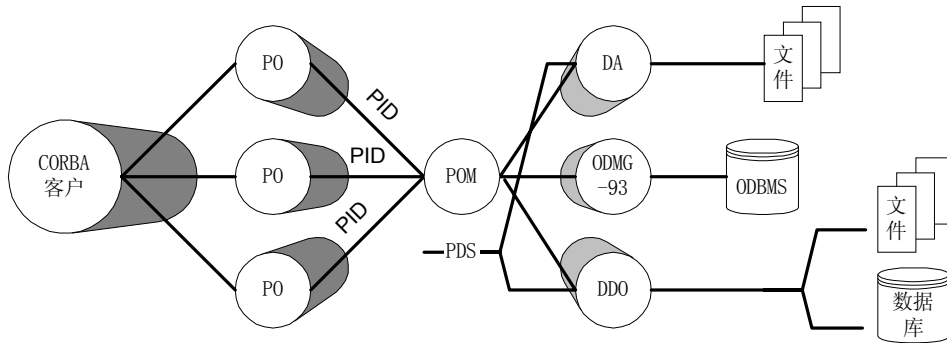 CORBA
客户
PO
PO
PO
PID
PID
PID
POM
PDS
DA
ODMG
-93
DDO
文
件
ODBMS
文
件
数据
库